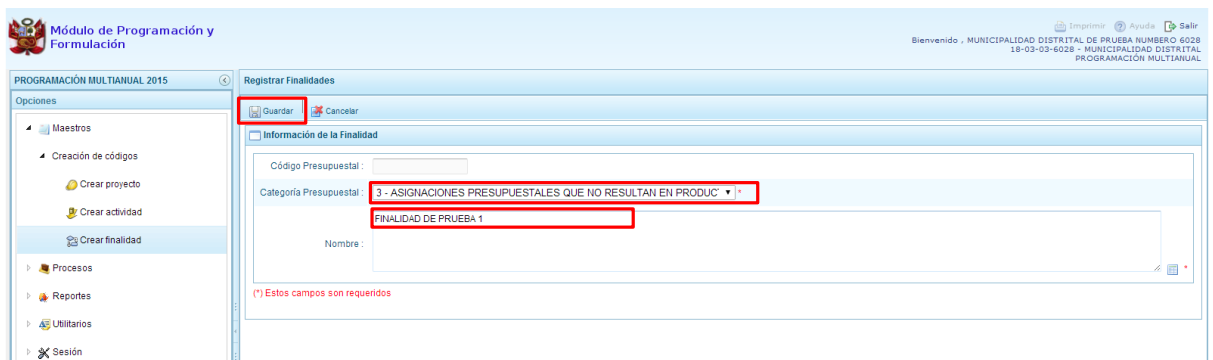 Módulo de Programación y
Formulación
Imprimir Ayuda Salir
Bienvenido , MUNICIPALIDAD DISTRITAL DE PRUEBA NUMBERO 6028
18-03-03-6028 - MUNICIPALIDAD DISTRITAL
PROGRAMACIÓN MULTIANUAL
PROGRAMACIÓN MULTIANUAL 2015
Opciones
Maestros
Creación de códigos
Crear proyecto
Crear actividad
Crear finalidad
Procesos
Reportes
Utilitarios
Sesión
Registrar Finalidades
Guardar Cancelar
Información de la Finalidad
Código Presupuestal :
Categoría Presupuestal : 3 - ASIGNACIONES PRESUPUESTALES QUE NO RESULTAN EN PRODUC *
FINALIDAD DE PRUEBA 1
Nombre :
*
(*) Estos campos son requeridos